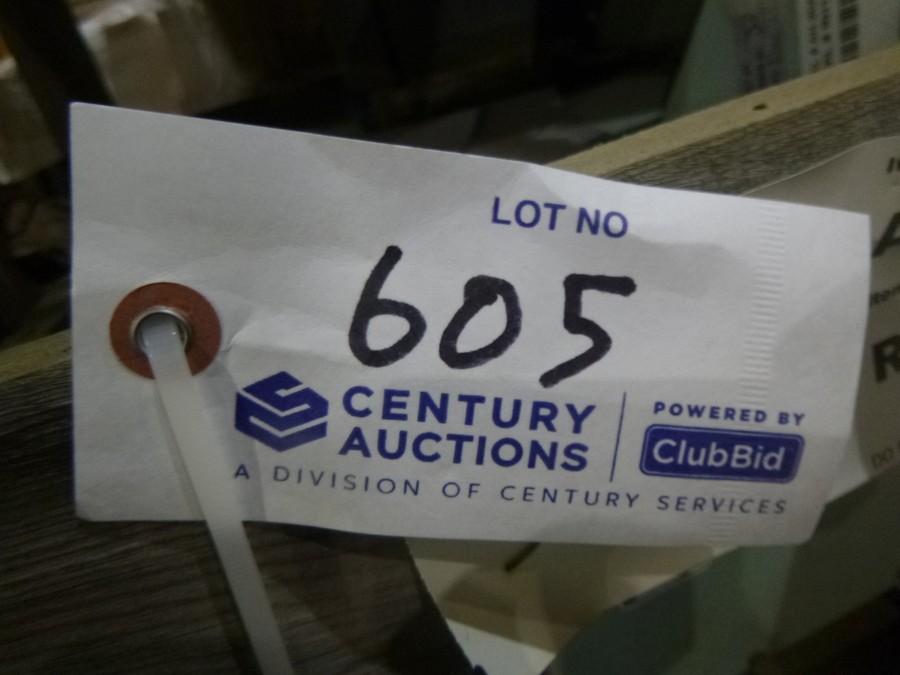 LOT NO
605
CENTURY
AUCTIONS
POWERED BY
ClubBid
A DIVISION OF CENTURY SERVICES